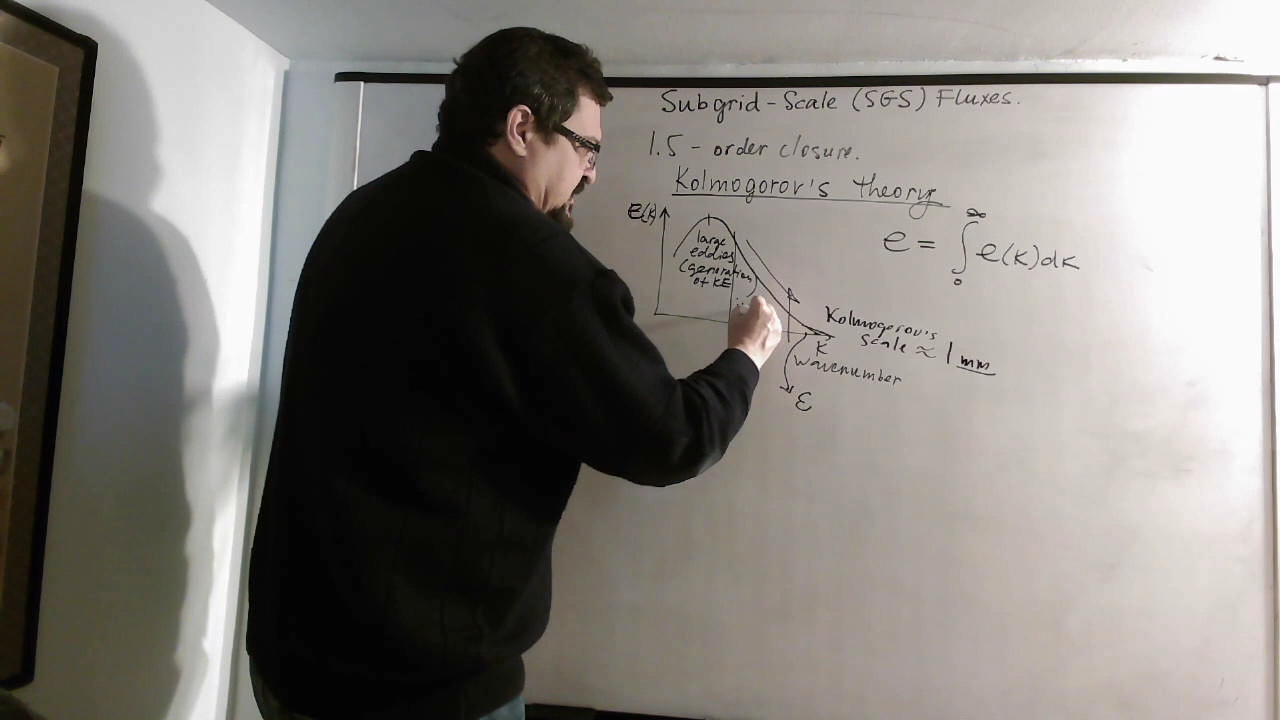 Subgrid-Scale (SGS) Fluxes.
1.5 - order closure.
Kolmogorov's theory
e(k)
large
eddies
(generation
of KE)
e = ∫₀^∞ e(k)dk
Kolmogorov's
scale ≈ 1 mm
k
wavenumber
ε